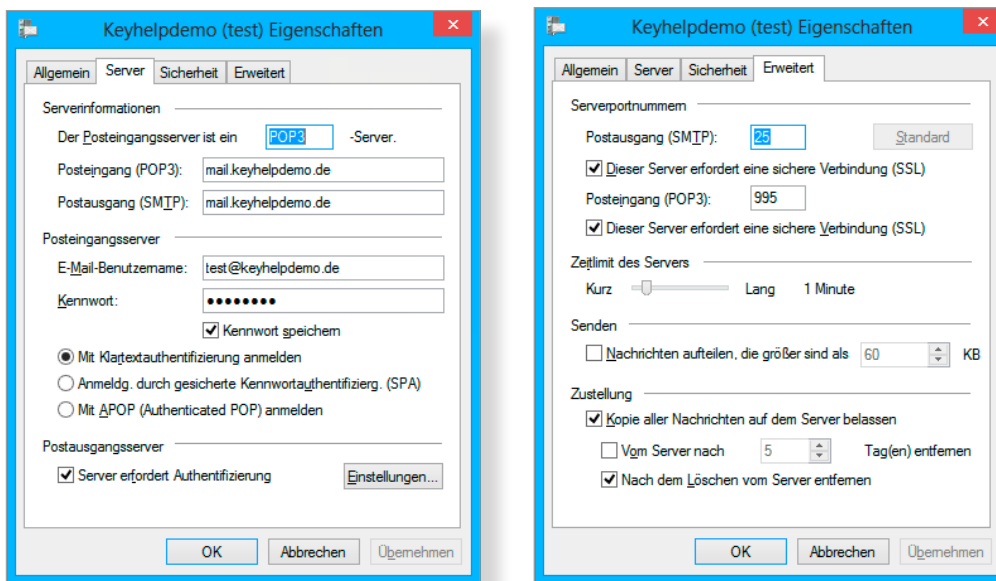 Keyhelpdemo (test) Eigenschaften
Allgemein Server Sicherheit Erweitert
Serverinformationen
Der Posteingangsserver ist ein POP3 -Server.
Posteingang (POP3): mail.keyhelpdemo.de
Postausgang (SMTP): mail.keyhelpdemo.de
Posteingangsserver
E-Mail-Benutzername: test@keyhelpdemo.de
Kennwort: ●●●●●●●●
Kennwort speichern
Mit Klartextauthentifizierung anmelden
Anmeldg. durch gesicherte Kennwortauthentifizierg. (SPA)
Mit APOP (Authenticated POP) anmelden
Postausgangsserver
Server erfordert Authentifizierung Einstellungen...
OK Abbrechen Übernehmen
Keyhelpdemo (test) Eigenschaften
Allgemein Server Sicherheit Erweitert
Serverportnummern
Postausgang (SMTP): 25 Standard
Dieser Server erfordert eine sichere Verbindung (SSL)
Posteingang (POP3): 995
Dieser Server erfordert eine sichere Verbindung (SSL)
Zeitlimit des Servers
Kurz Lang 1 Minute
Senden
Nachrichten aufteilen, die größer sind als 60 KB
Zustellung
Kopie aller Nachrichten auf dem Server belassen
Vom Server nach 5 Tag(en) entfernen
Nach dem Löschen vom Server entfernen
OK Abbrechen Übernehmen